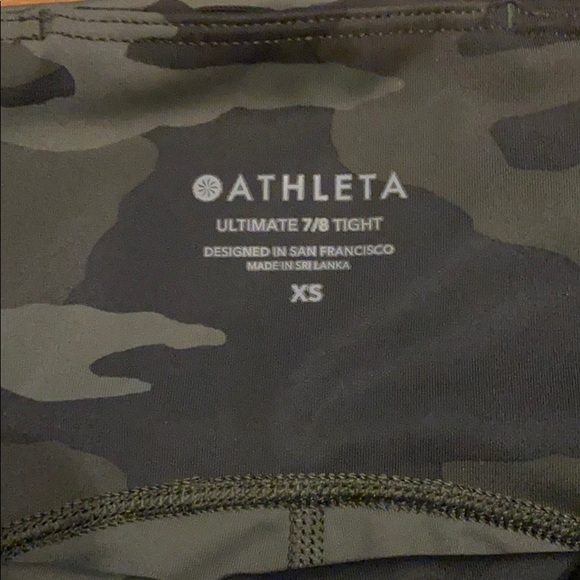 ATHLETA
ULTIMATE 7/8 TIGHT
DESIGNED IN SAN FRANCISCO
MADE IN SRI LANKA
XS